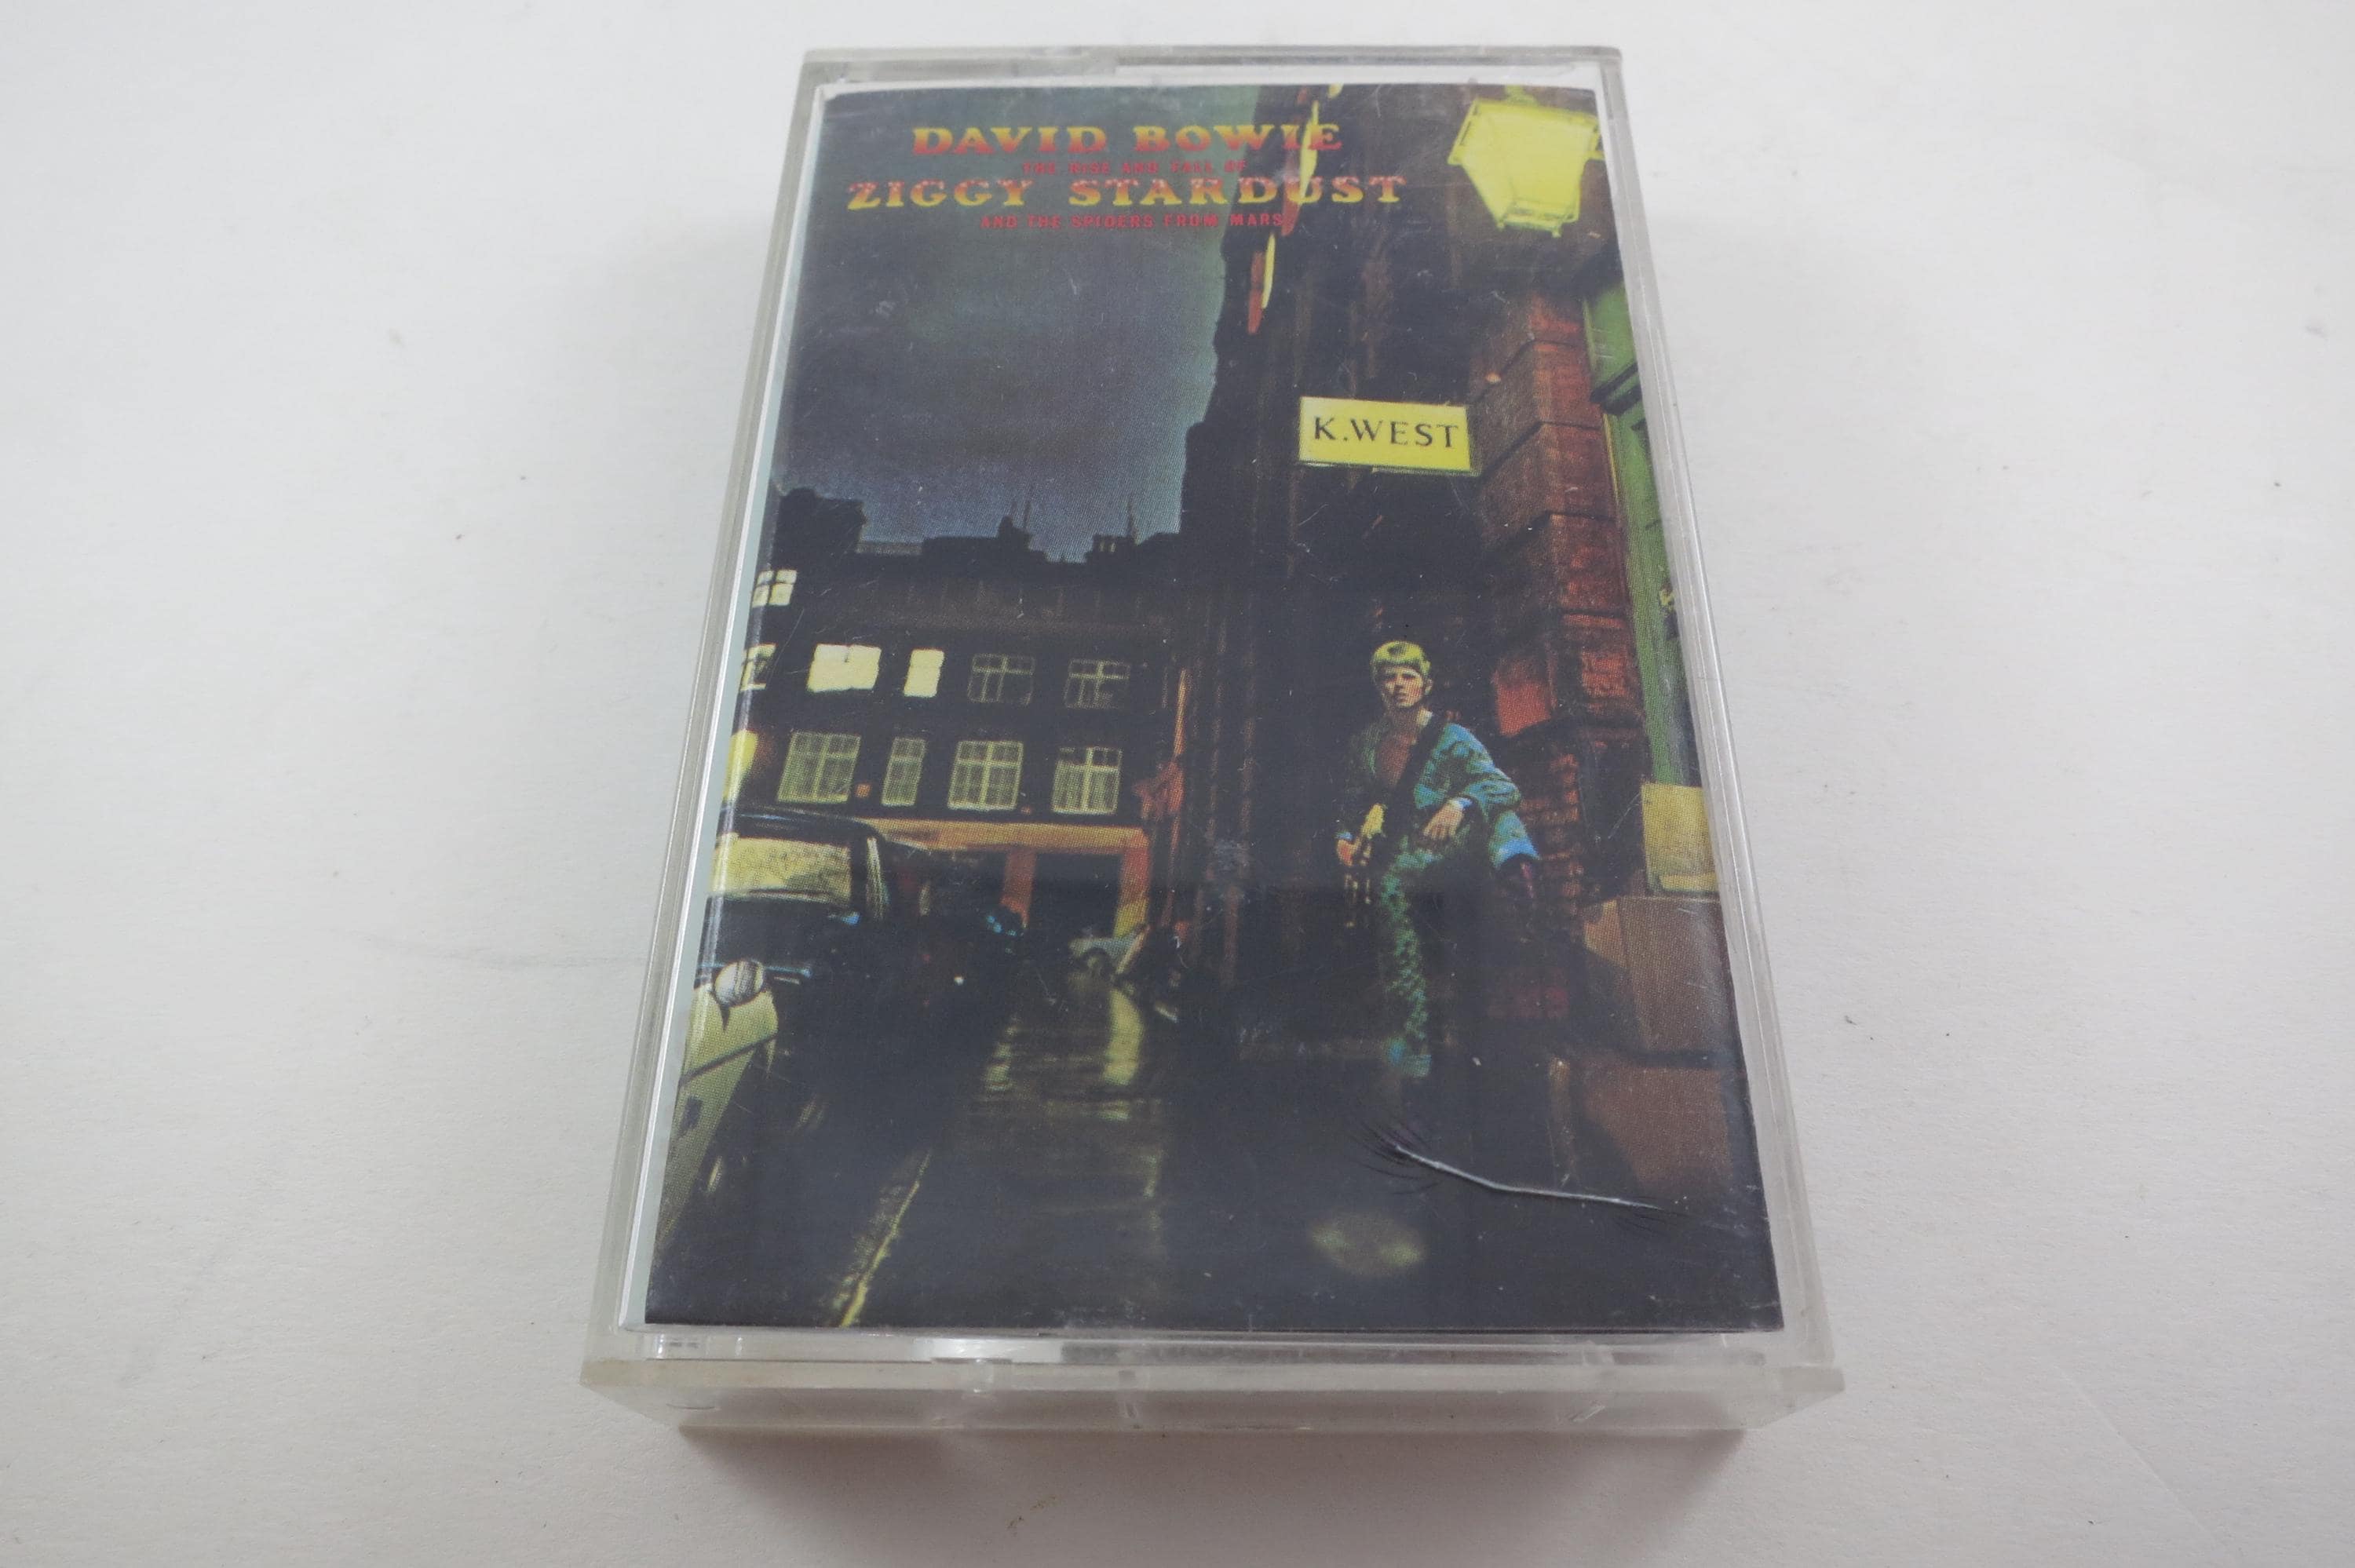 DAVID BOWIE
THE RISE AND FALL OF
ZIGGY STARDUST
AND THE SPIDERS FROM MARS
K.WEST